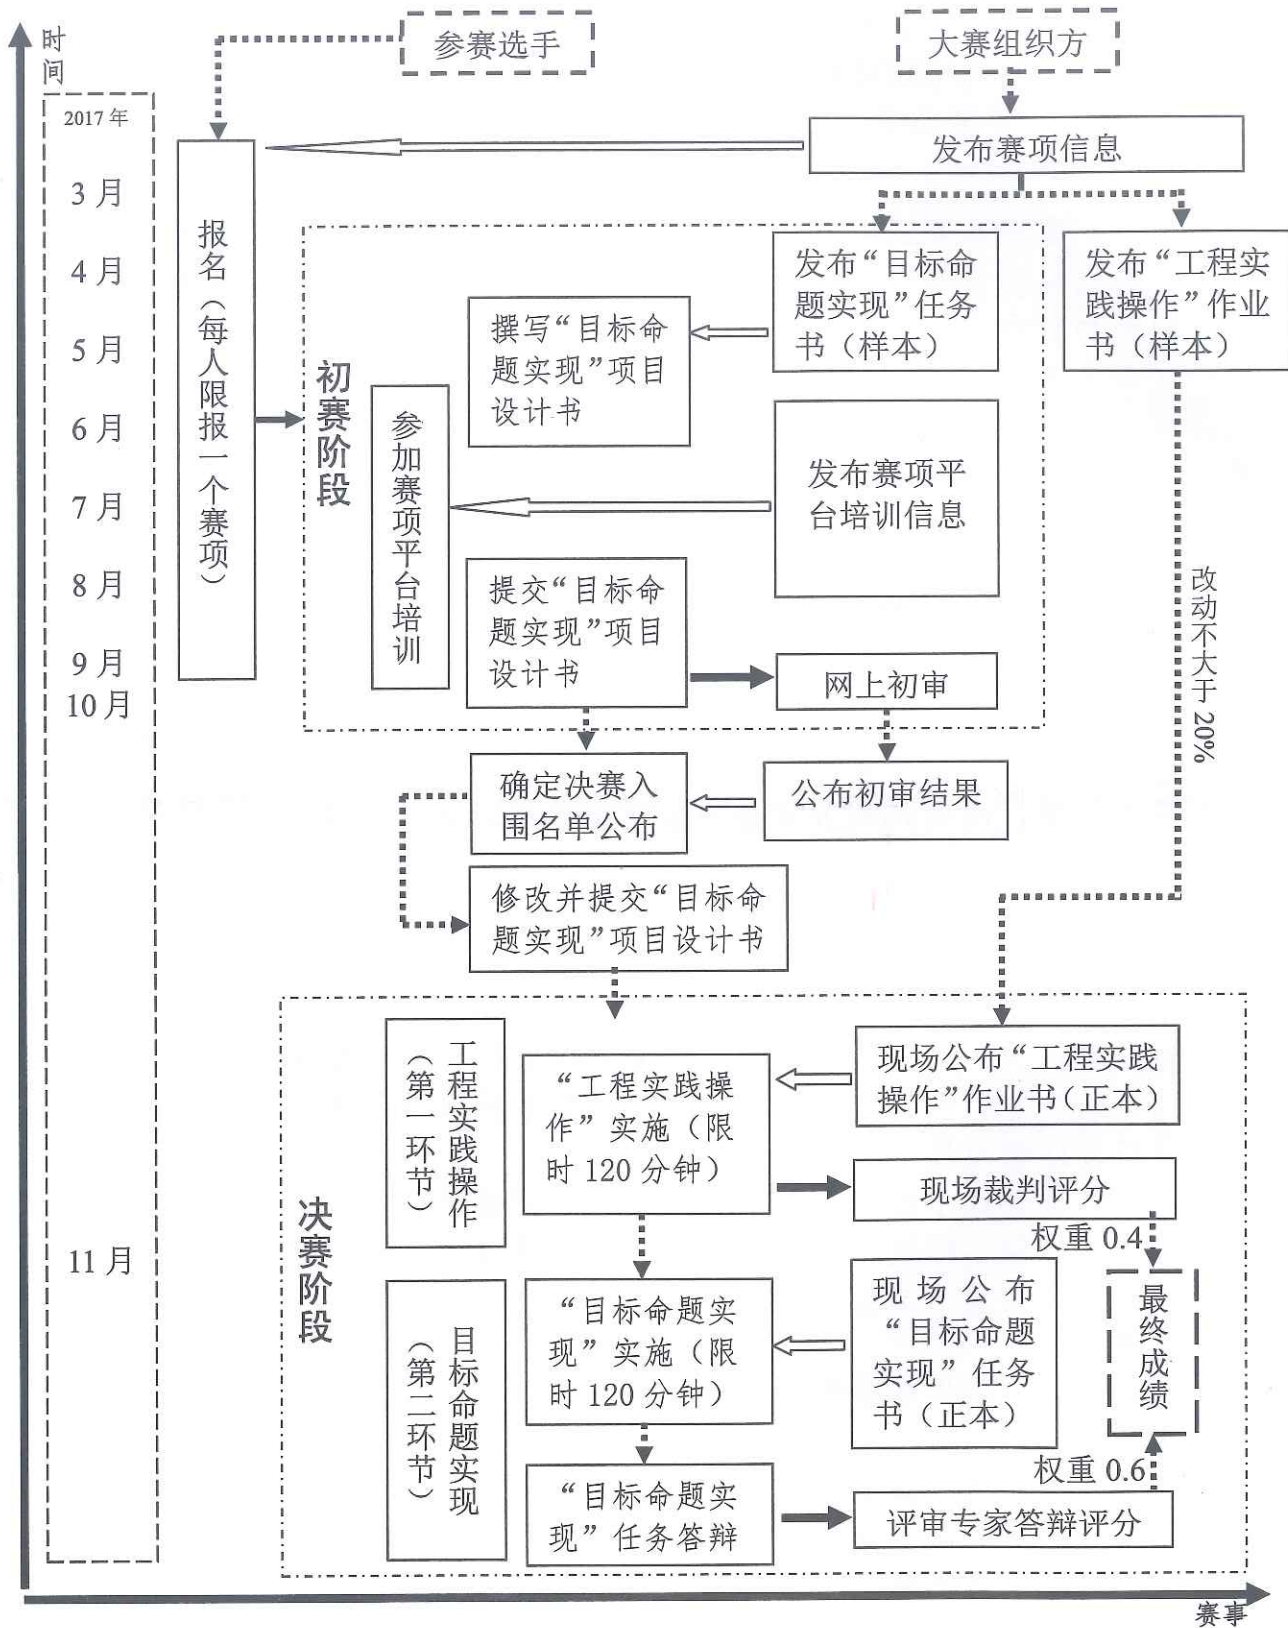 时
间
参赛选手
大赛组织方
2017年
发布赛项信息
3月
4月
5月
6月
7月
8月
9月
10月
11月
报名（每人限报一个赛项）
初赛阶段
发布“目标命
题实现”任务
书（样本）
发布“工程实
践操作”作业
书（样本）
撰写“目标命
题实现”项目
设计书
参加赛项平台培训
发布赛项平
台培训信息
提交“目标命
题实现”项目
设计书
网上初审
改动不大于20%
确定决赛入
围名单公布
公布初审结果
修改并提交“目标命
题实现”项目设计书
决赛阶段
工程实践操作
（第一环节）
“工程实践操
作”实施（限
时120分钟）
现场公布“工程实践
操作”作业书（正本）
现场裁判评分
权重0.4
目标命题实现
（第二环节）
“目标命题实
现”实施（限
时120分钟）
现场公布
“目标命题
实现”任务
书（正本）
最终成绩
权重0.6
“目标命题实
现”任务答辩
评审专家答辩评分
赛事